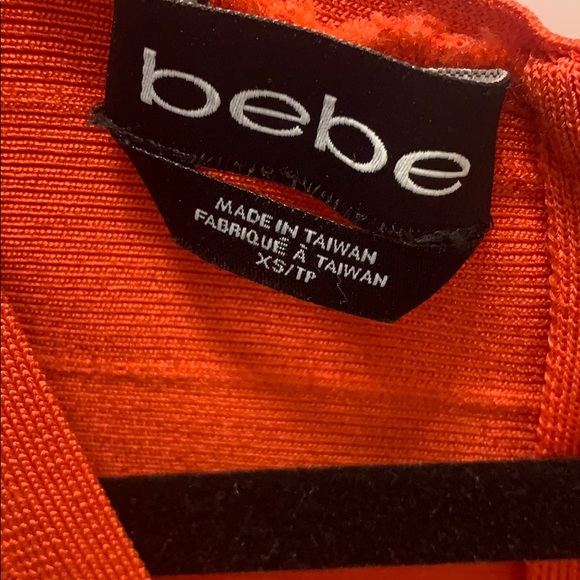 bebe
MADE IN TAIWAN
FABRIQUÉ À TAIWAN
XS/TP